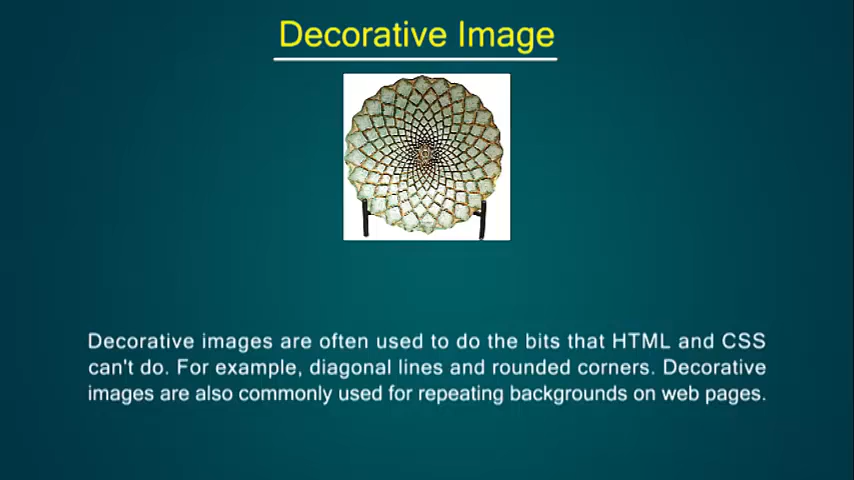 Decorative Image
Decorative images are often used to do the bits that HTML and CSS
can't do. For example, diagonal lines and rounded corners. Decorative
images are also commonly used for repeating backgrounds on web pages.